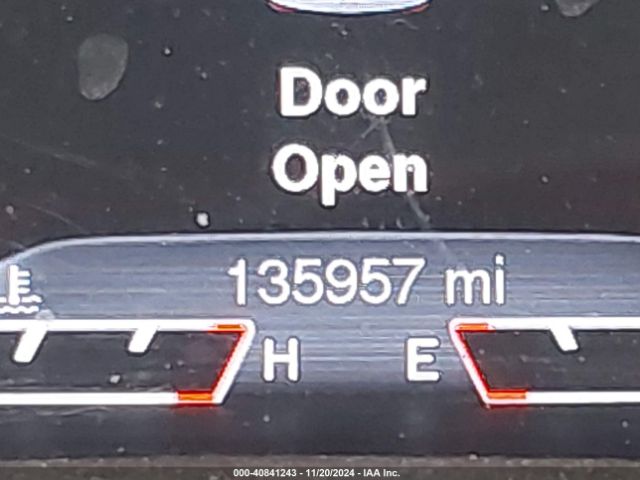 Door
Open
135957 mi
H E
000-40841243 - 11/20/2024 - IAA Inc.